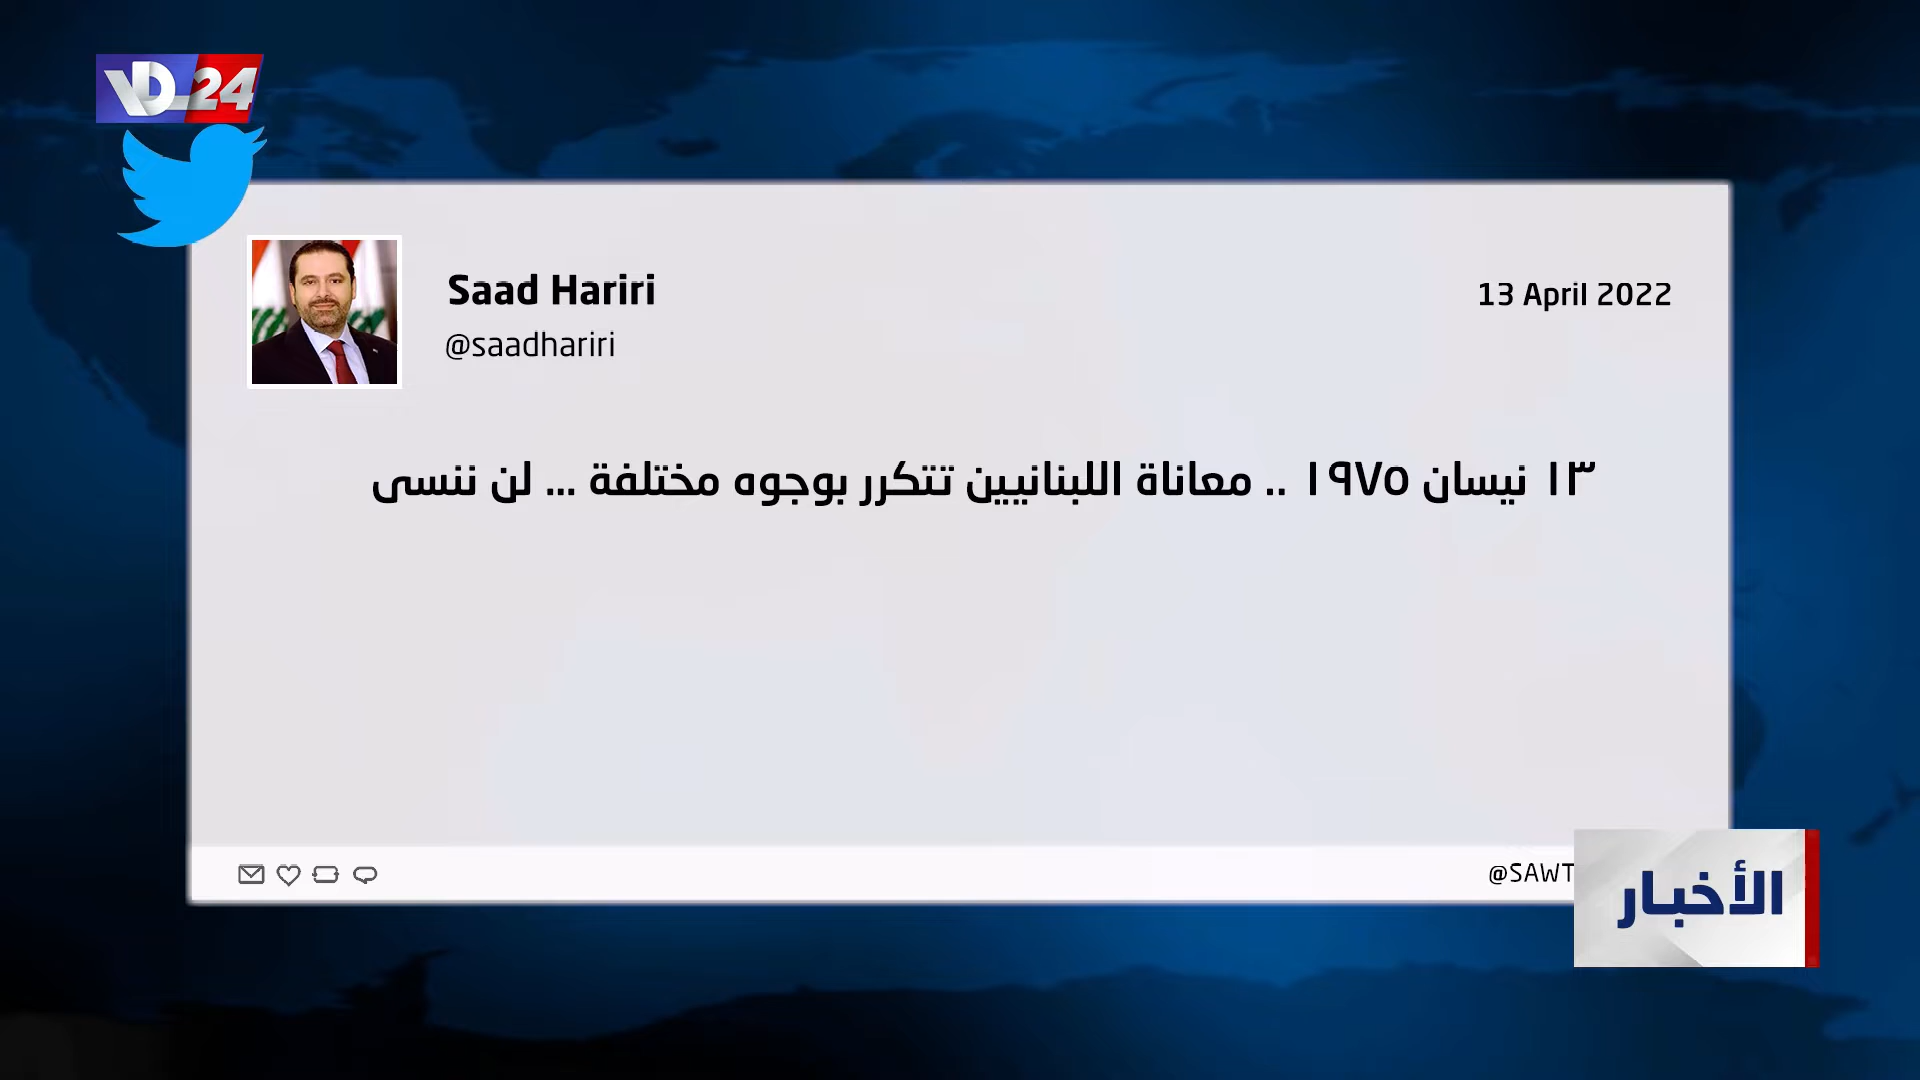 VDL24
Saad Hariri
13 April 2022
@saadhariri
١٣ نيسان ١٩٧٥ .. معاناة اللبنانيين تتكرر بوجوه مختلفة ... لن ننسى
@SAWT
الأخبار